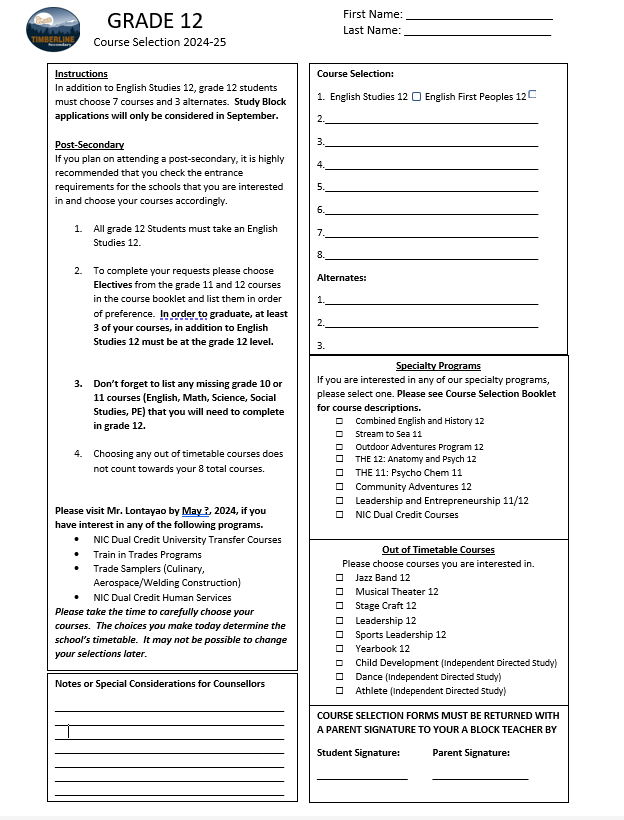 TIMBERLINE
Secondary
GRADE 12
Course Selection 2024-25
First Name: ___________________________
Last Name: ___________________________
Instructions
In addition to English Studies 12, grade 12 students
must choose 7 courses and 3 alternates. Study Block
applications will only be considered in September.
Post-Secondary
If you plan on attending a post-secondary, it is highly
recommended that you check the entrance
requirements for the schools that you are interested
in and choose your courses accordingly.
1. All grade 12 Students must take an English
Studies 12.
2. To complete your requests please choose
Electives from the grade 11 and 12 courses
in the course booklet and list them in order
of preference. In order to graduate, at least
3 of your courses, in addition to English
Studies 12 must be at the grade 12 level.
3. Don't forget to list any missing grade 10 or
11 courses (English, Math, Science, Social
Studies, PE) that you will need to complete
in grade 12.
4. Choosing any out of timetable courses does
not count towards your 8 total courses.
Please visit Mr. Lontayao by May ?, 2024, if you
have interest in any of the following programs.
• NIC Dual Credit University Transfer Courses
• Train in Trades Programs
• Trade Samplers (Culinary,
Aerospace/Welding Construction)
• NIC Dual Credit Human Services
Please take the time to carefully choose your
courses. The choices you make today determine the
school's timetable. It may not be possible to change
your selections later.
Notes or Special Considerations for Counsellors
Course Selection:
1. English Studies 12 ☐ English First Peoples 12 ☐
2.
3.
4.
5.
6.
7.
8.
Alternates:
1.
2.
3.
Specialty Programs
If you are interested in any of our specialty programs,
please select one. Please see Course Selection Booklet
for course descriptions.
☐ Combined English and History 12
☐ Stream to Sea 11
☐ Outdoor Adventures Program 12
☐ THE 12: Anatomy and Psych 12
☐ THE 11: Psycho Chem 11
☐ Community Adventures 12
☐ Leadership and Entrepreneurship 11/12
☐ NIC Dual Credit Courses
Out of Timetable Courses
Please choose courses you are interested in.
☐ Jazz Band 12
☐ Musical Theater 12
☐ Stage Craft 12
☐ Leadership 12
☐ Sports Leadership 12
☐ Yearbook 12
☐ Child Development (Independent Directed Study)
☐ Dance (Independent Directed Study)
☐ Athlete (Independent Directed Study)
COURSE SELECTION FORMS MUST BE RETURNED WITH
A PARENT SIGNATURE TO YOUR A BLOCK TEACHER BY
Student Signature: Parent Signature: